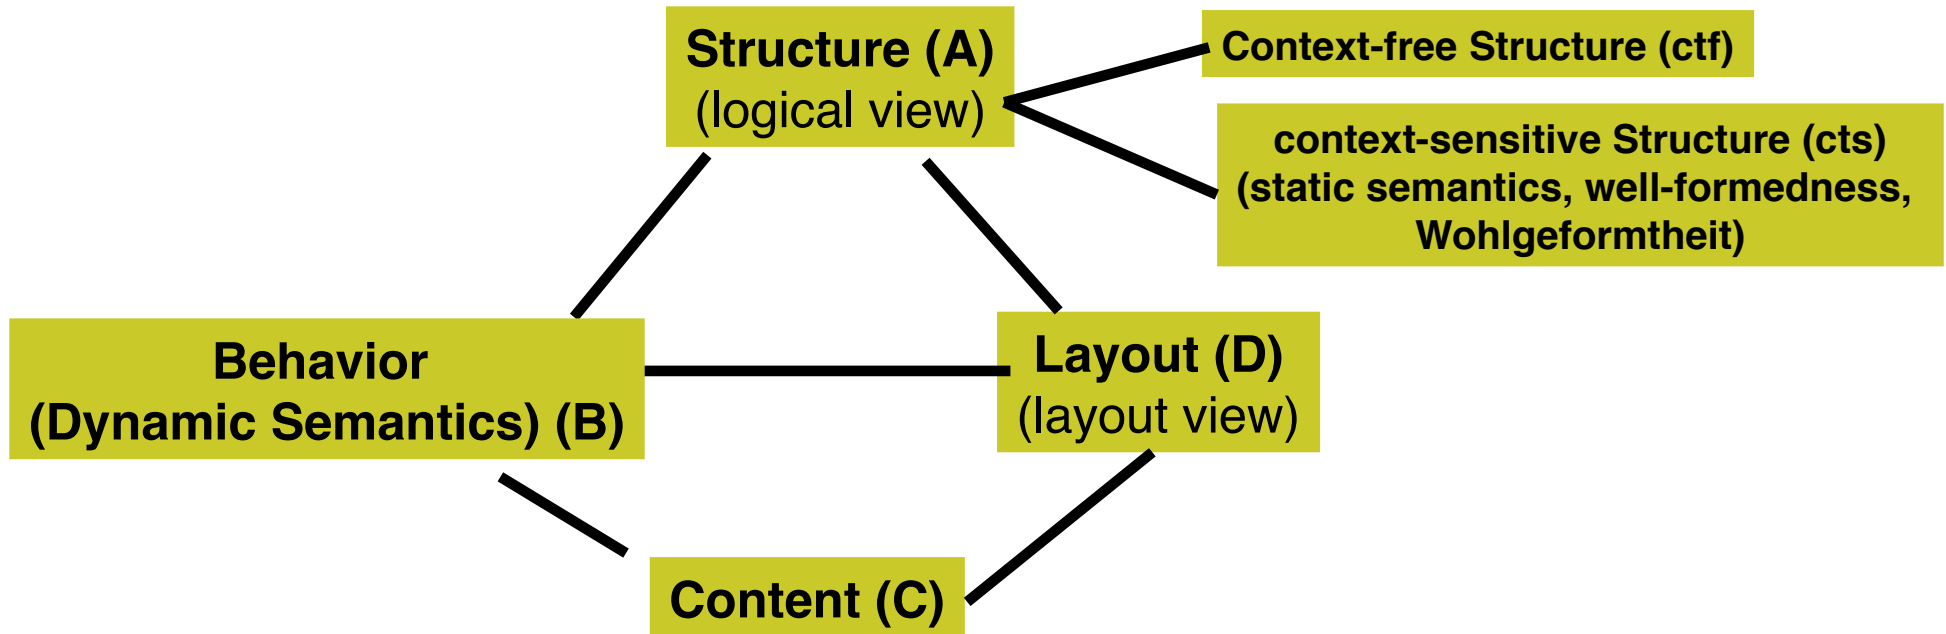 Structure (A)
(logical view)
Context-free Structure (ctf)
context-sensitive Structure (cts)
(static semantics, well-formedness,
Wohlgeformtheit)
Behavior
(Dynamic Semantics) (B)
Layout (D)
(layout view)
Content (C)